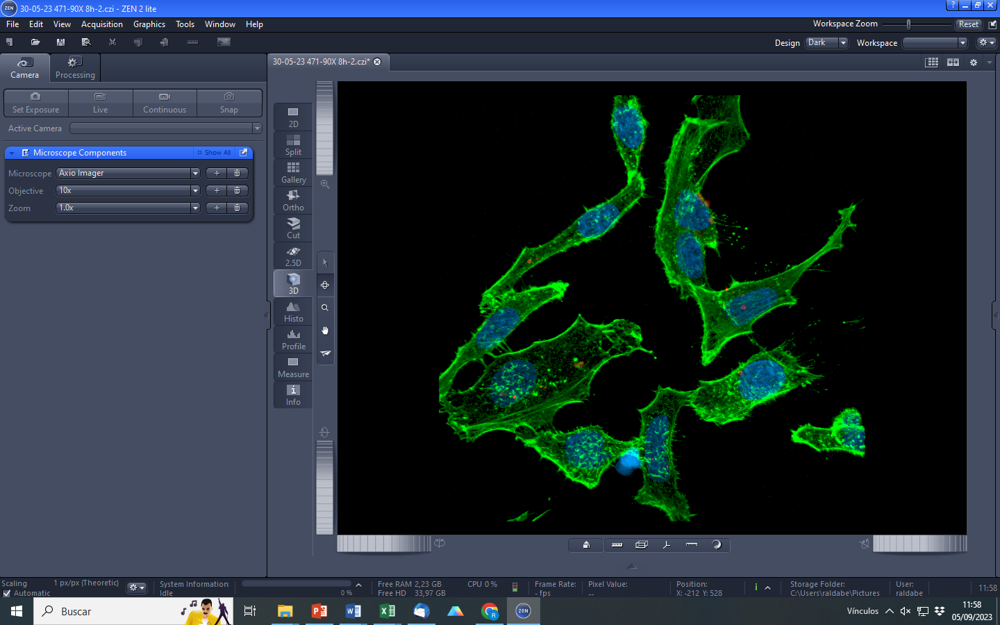 ZEN 30-05-23 471-90X 8h-2.czi - ZEN 2 lite
File Edit View Acquisition Graphics Tools Window Help
Workspace Zoom Reset
Design Dark Workspace
Camera
Processing
30-05-23 471-90X 8h-2.czi*
Set Exposure Live Continuous Snap
Active Camera
Microscope Components Show All
Microscope Axio Imager
Objective 10x
Zoom 1.0x
2D
Split
Gallery
Ortho
Cut
2.5D
3D
Histo
Profile
Measure
Info
Scaling 1 px/px (Theoretic)
Automatic
System Information:
Idle
0 %
Free RAM 2,23 GB
Free HD 33,97 GB
CPU 0 %
Frame Rate:
- fps
Pixel Value:
--
Position:
X: -212 Y: 528
Storage Folder:
C:\Users\raldabe\Pictures
User:
raldabe
11:58
Buscar
ZEN
Vínculos
11:58
05/09/2023